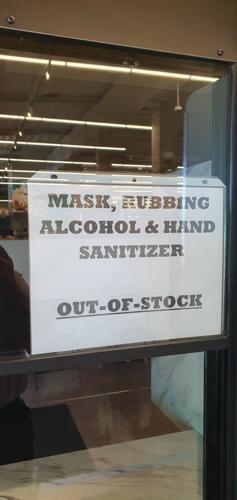 MASK, RUBBING
ALCOHOL & HAND
SANITIZER
OUT-OF-STOCK